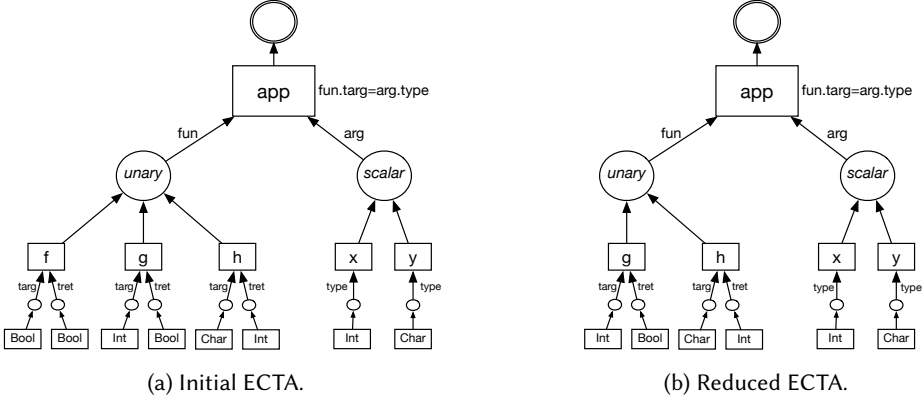 app fun.targ=arg.type
fun arg
unary scalar
f g h x y
targ tret targ tret targ tret type type
Bool Bool Int Bool Char Int Int Char
(a) Initial ECTA.
app fun.targ=arg.type
fun arg
unary scalar
g h x y
targ tret targ tret type type
Int Bool Char Int Int Char
(b) Reduced ECTA.